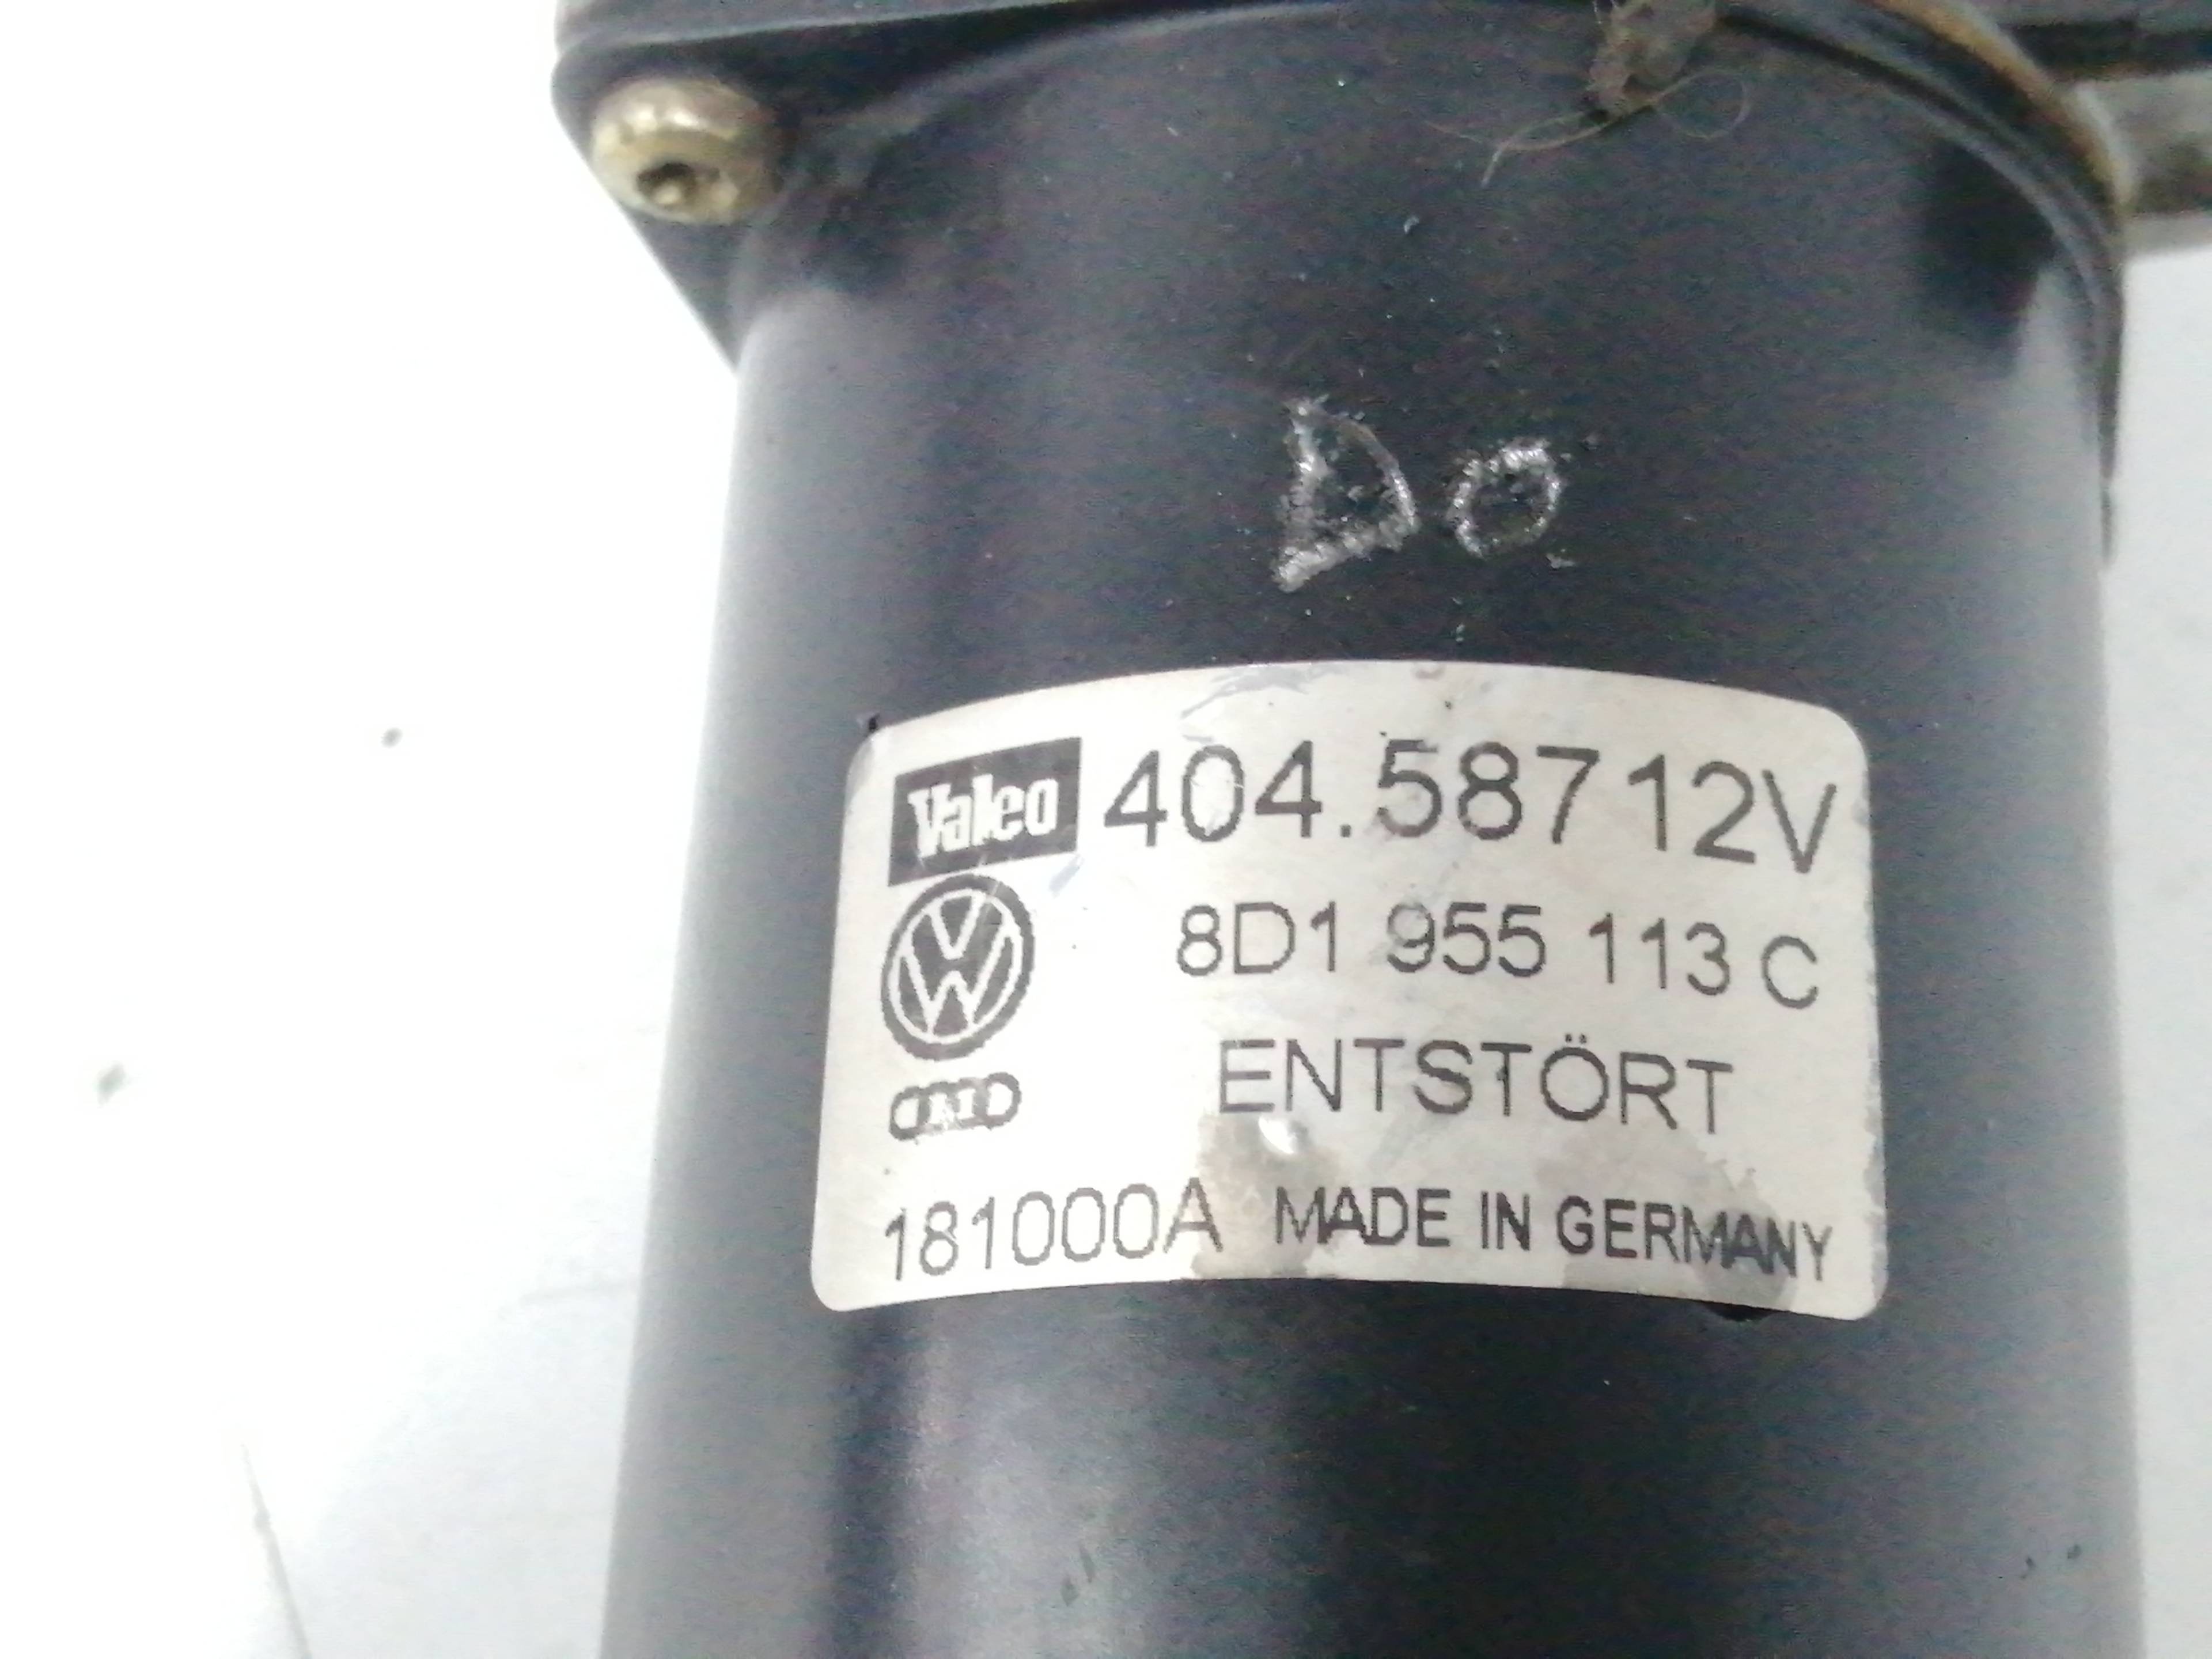 Do
Valeo 404.587 12V
8D1 955 113 C
ENTSTÖRT
181000A MADE IN GERMANY